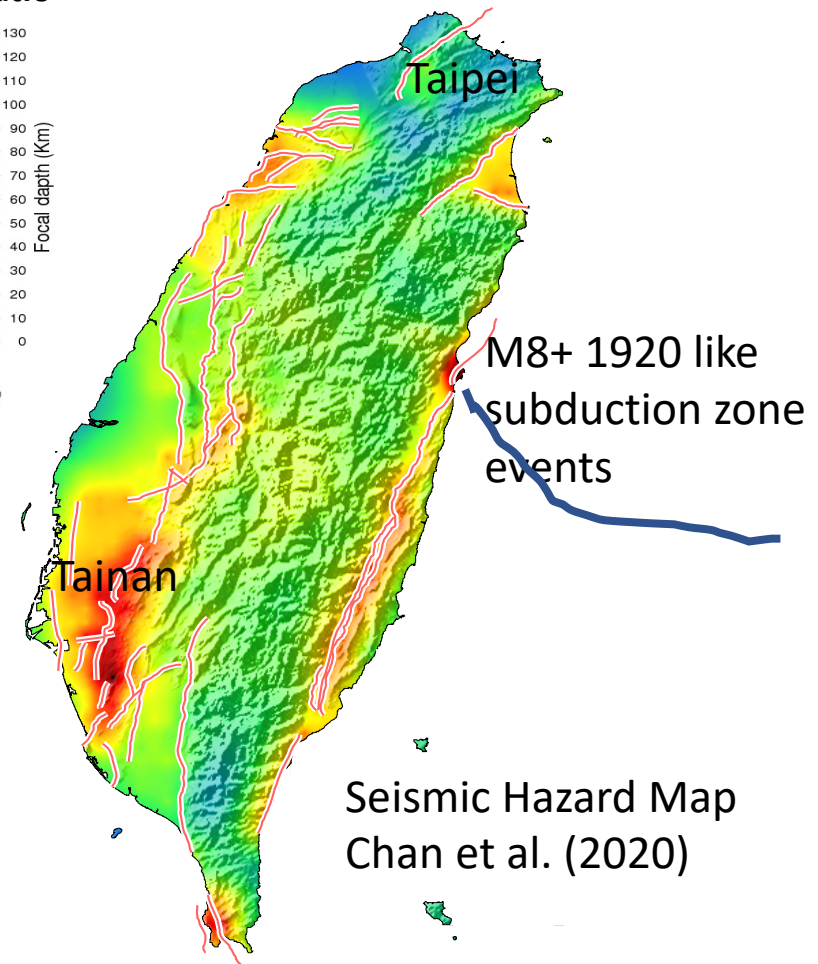 130
120
110
100
90
80
70
60
50
40
30
20
10
0
Focal dapth (Km)
Taipei
M8+ 1920 like
subduction zone
events
Tainan
Seismic Hazard Map
Chan et al. (2020)